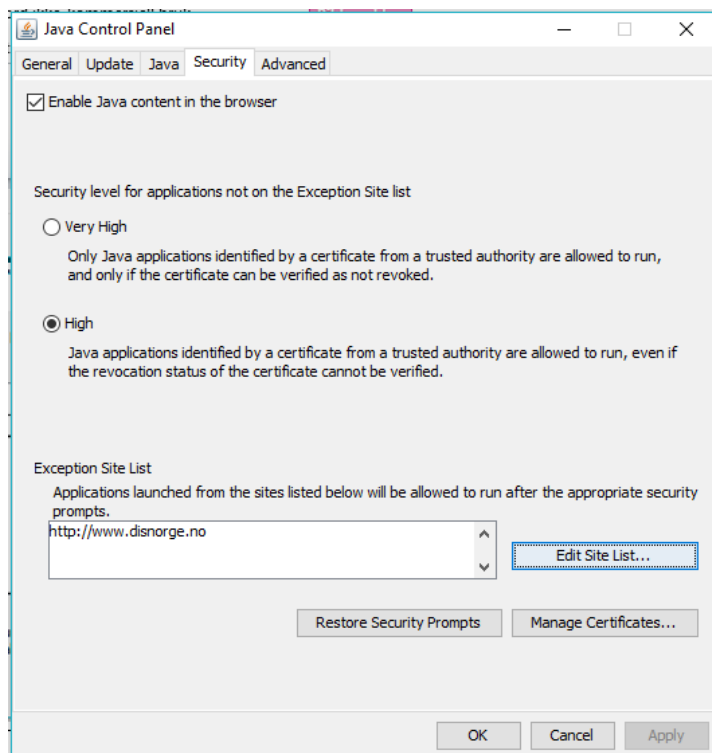 Java Control Panel
General Update Java Security Advanced
Enable Java content in the browser
Security level for applications not on the Exception Site list
Very High
Only Java applications identified by a certificate from a trusted authority are allowed to run,
and only if the certificate can be verified as not revoked.
High
Java applications identified by a certificate from a trusted authority are allowed to run, even if
the revocation status of the certificate cannot be verified.
Exception Site List
Applications launched from the sites listed below will be allowed to run after the appropriate security
prompts.
http://www.disnorge.no
Edit Site List...
Restore Security Prompts Manage Certificates...
OK Cancel Apply